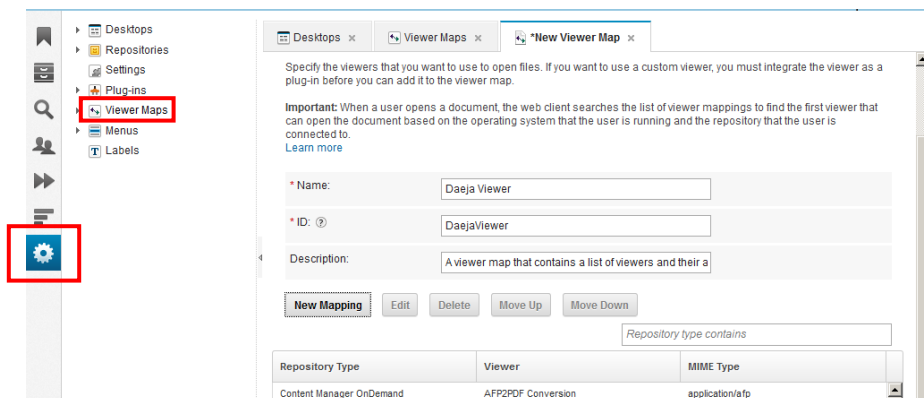 Desktops
Repositories
Settings
Plug-ins
Viewer Maps
Menus
Labels
Desktops × Viewer Maps × *New Viewer Map ×
Specify the viewers that you want to use to open files. If you want to use a custom viewer, you must integrate the viewer as a
plug-in before you can add it to the viewer map.
Important: When a user opens a document, the web client searches the list of viewer mappings to find the first viewer that
can open the document based on the operating system that the user is running and the repository that the user is
connected to.
Learn more
* Name: Daeja Viewer
* ID: ? DaejaViewer
Description: A viewer map that contains a list of viewers and their a
New Mapping Edit Delete Move Up Move Down
Repository type contains
Repository Type Viewer MIME Type
Content Manager OnDemand AFP2PDF Conversion application/afp